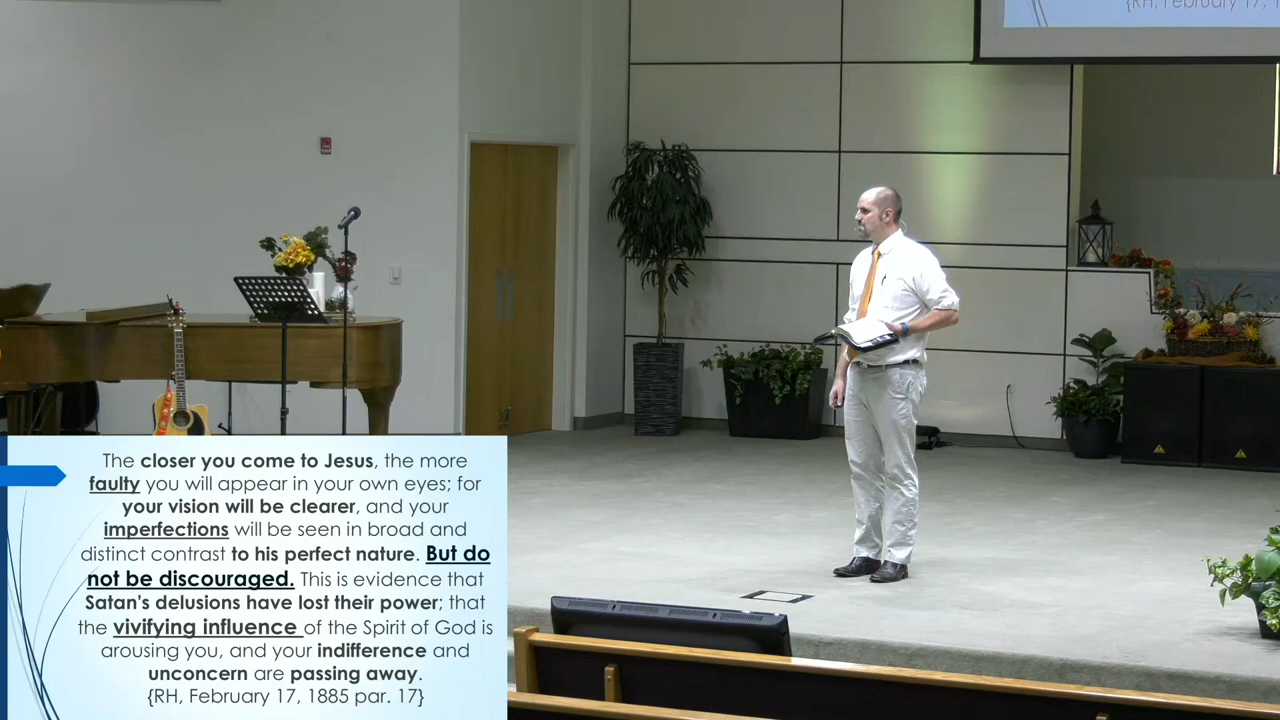 {RH, February 17, 1
The closer you come to Jesus, the more
faulty you will appear in your own eyes; for
your vision will be clearer, and your
imperfections will be seen in broad and
distinct contrast to his perfect nature. But do
not be discouraged. This is evidence that
Satan's delusions have lost their power; that
the vivifying influence of the Spirit of God is
arousing you, and your indifference and
unconcern are passing away.
{RH, February 17, 1885 par. 17}